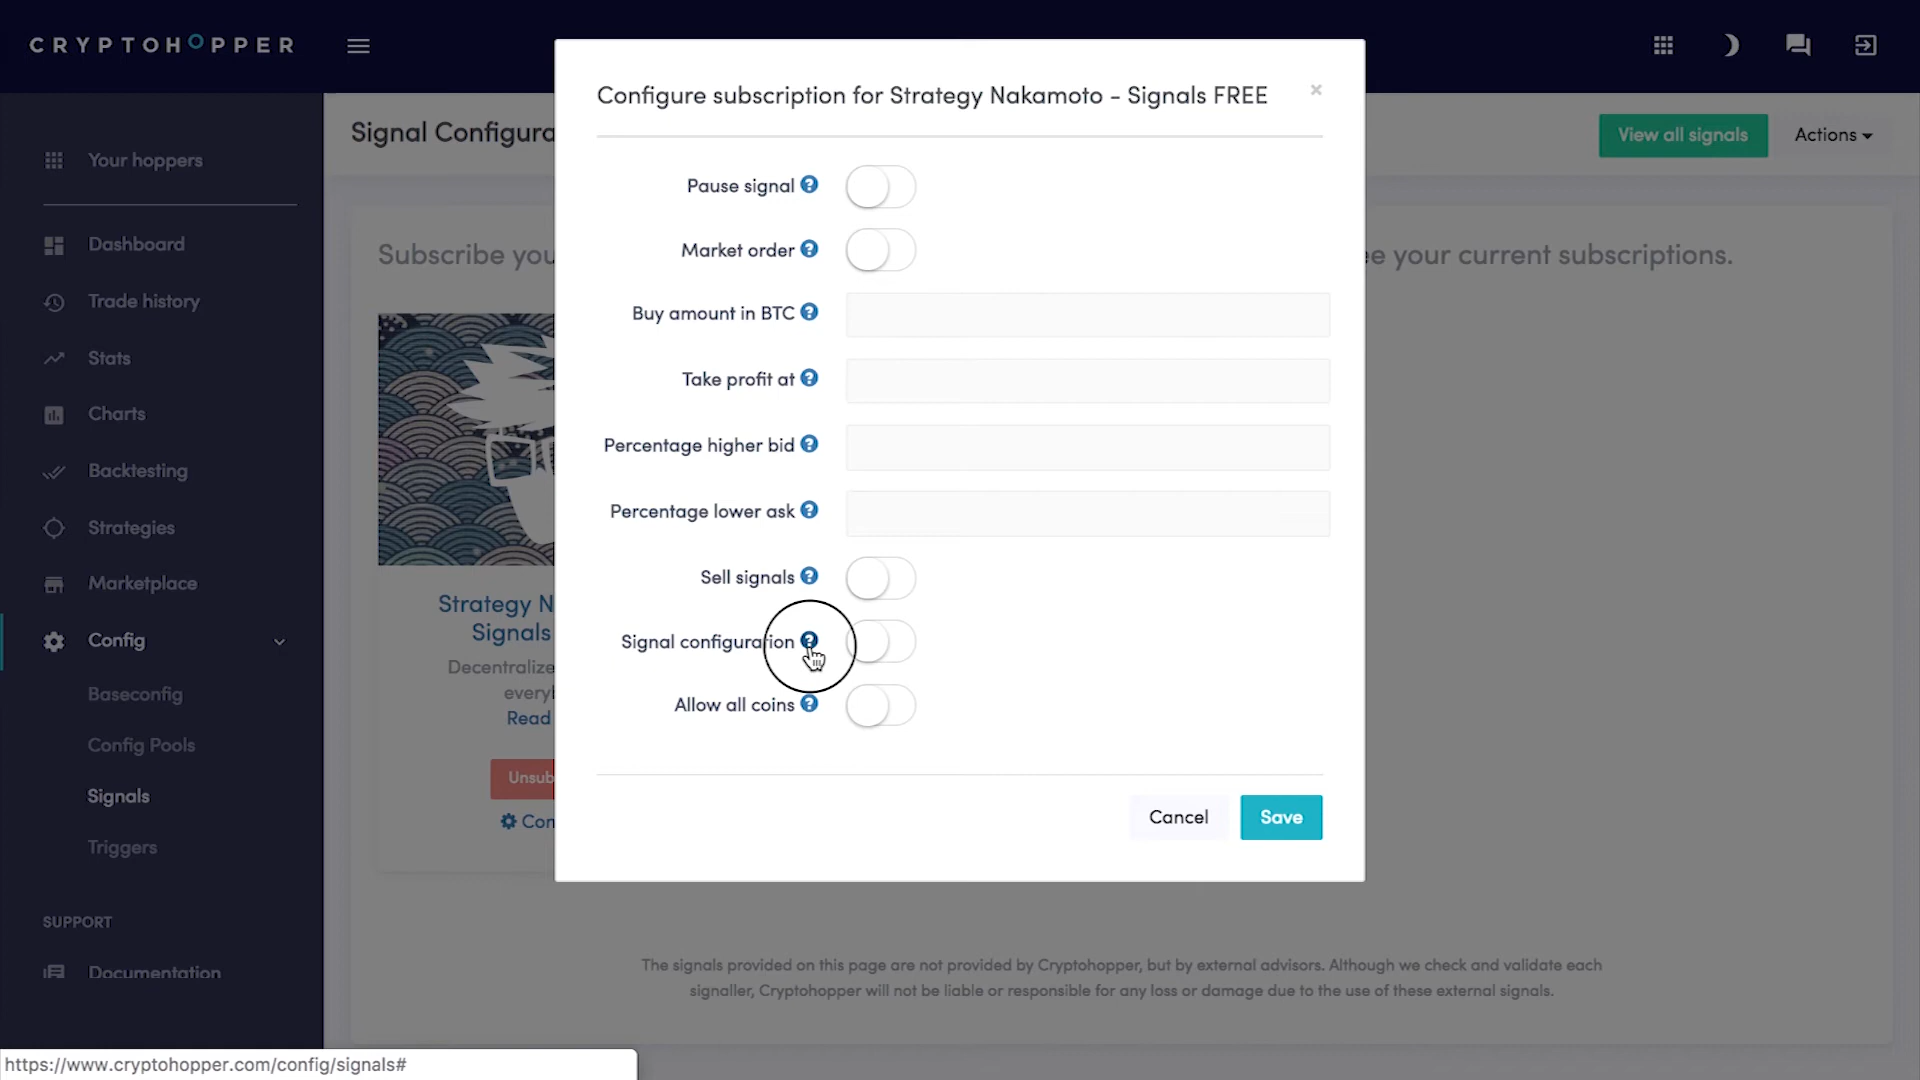 CRYPTOHOPPER
Configure subscription for Strategy Nakamoto - Signals FREE
×
Your hoppers
Dashboard
Trade history
Stats
Charts
Backtesting
Strategies
Marketplace
Config
Baseconfig
Config Pools
Signals
Triggers
SUPPORT
Documentation
Signal Configura
View all signals
Actions
Subscribe you
e your current subscriptions.
Strategy N
Signals
Decentralize
everyb
Read
Unsub
Con
Pause signal ?
Market order ?
Buy amount in BTC ?
Take profit at ?
Percentage higher bid ?
Percentage lower ask ?
Sell signals ?
Signal configuration ?
Allow all coins ?
Cancel
Save
The signals provided on this page are not provided by Cryptohopper, but by external advisors. Although we check and validate each
signaller, Cryptohopper will not be liable or responsible for any loss or damage due to the use of these external signals.
https://www.cryptohopper.com/config/signals#